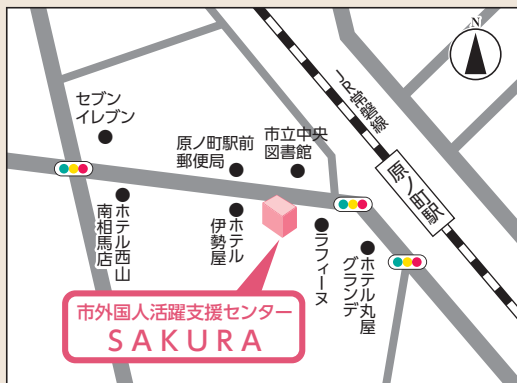 N
セブン
イレブン
原ノ町駅前
郵便局
市立中央
図書館
JR常磐線
原ノ町駅
ホテル西山
南相馬店
ホテル
伊勢屋
ラフィーヌ
ホテル丸屋
グランデ
市外国人活躍支援センター
SAKURA